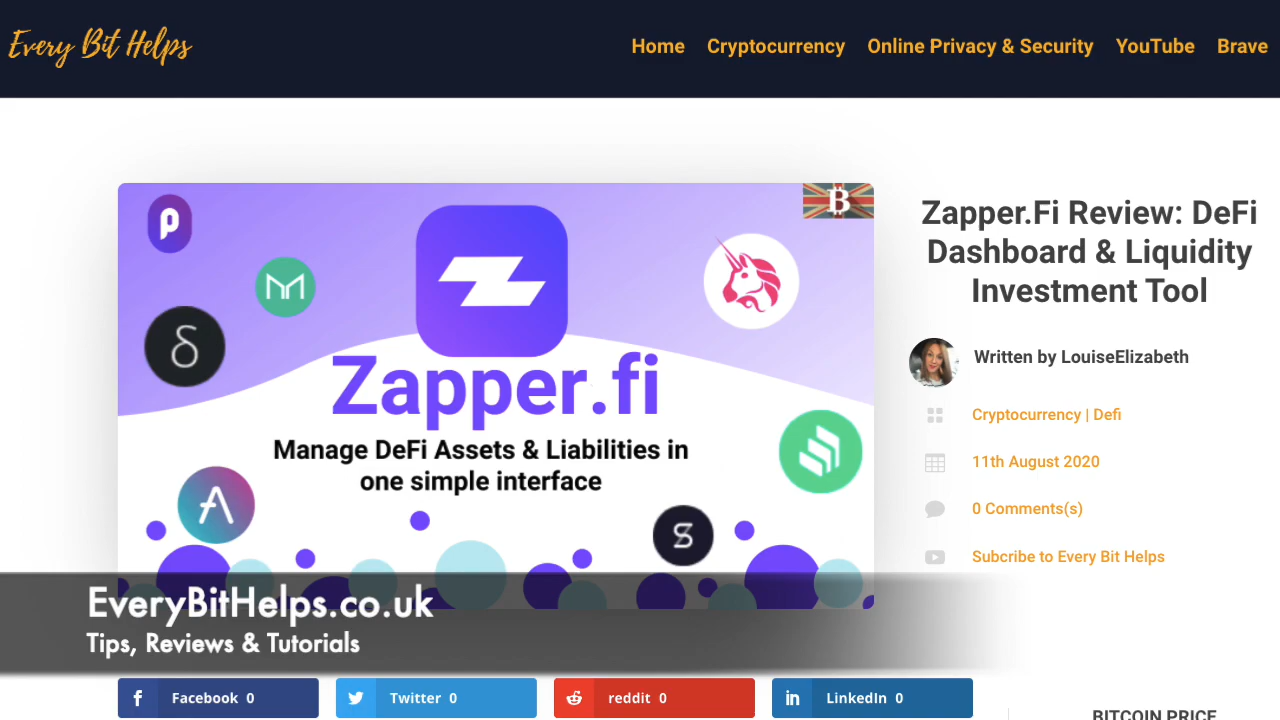 Every Bit Helps
Home Cryptocurrency Online Privacy & Security YouTube Brave
Zapper.fi
Manage DeFi Assets & Liabilities in
one simple interface
Zapper.Fi Review: DeFi
Dashboard & Liquidity
Investment Tool
Written by LouiseElizabeth
Cryptocurrency | Defi
11th August 2020
0 Comments(s)
Subcribe to Every Bit Helps
EveryBitHelps.co.uk
Tips, Reviews & Tutorials
Facebook 0
Twitter 0
reddit 0
LinkedIn 0
BITCOIN PRICE